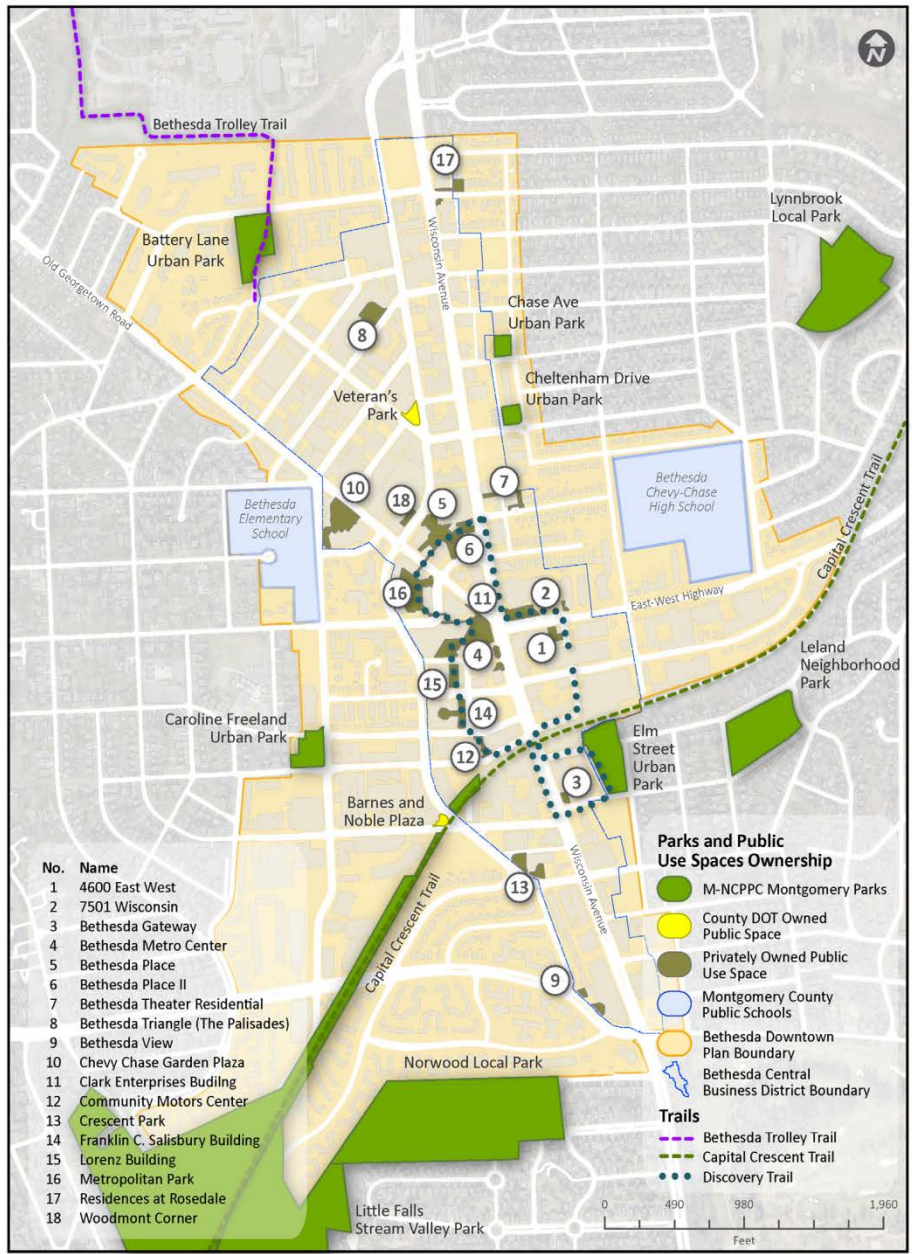 N
Bethesda Trolley Trail
17
Lynnbrook
Local Park
Battery Lane
Urban Park
Wisconsin Avenue
Old Georgetown Road
Chase Ave
Urban Park
8
Cheltenham Drive
Urban Park
Veteran's
Park
Capital Crescent Trail
Bethesda
Chevy-Chase
High School
7
10
18
5
Bethesda
Elementary
School
6
16
11
2
East-West Highway
1
4
Leland
Neighborhood
Park
15
14
Caroline Freeland
Urban Park
12
Elm
Street
Urban
Park
3
Barnes and
Noble Plaza
Wisconsin Avenue
13
Capital Crescent Trail
9
Norwood Local Park
Little Falls
Stream Valley Park
No. Name
1 4600 East West
2 7501 Wisconsin
3 Bethesda Gateway
4 Bethesda Metro Center
5 Bethesda Place
6 Bethesda Place II
7 Bethesda Theater Residential
8 Bethesda Triangle (The Palisades)
9 Bethesda View
10 Chevy Chase Garden Plaza
11 Clark Enterprises Budilng
12 Community Motors Center
13 Crescent Park
14 Franklin C. Salisbury Building
15 Lorenz Building
16 Metropolitan Park
17 Residences at Rosedale
18 Woodmont Corner
Parks and Public
Use Spaces Ownership
M-NCPPC Montgomery Parks
County DOT Owned
Public Space
Privately Owned Public
Use Space
Montgomery County
Public Schools
Bethesda Downtown
Plan Boundary
Bethesda Central
Business District Boundary
Trails
Bethesda Trolley Trail
Capital Crescent Trail
Discovery Trail
0 490 980 1,960
Feet